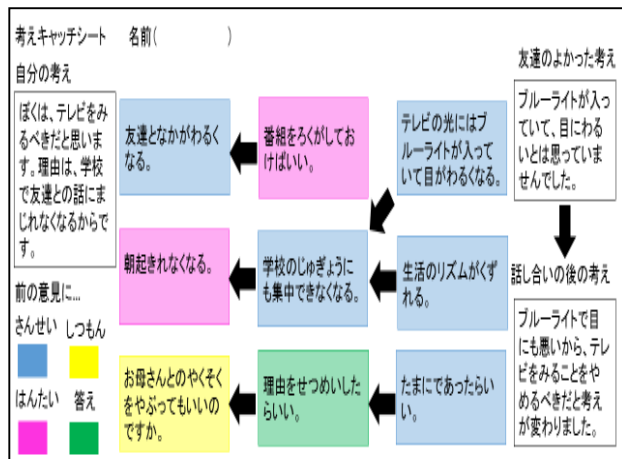 考えキャッチシート　名前(　　　　　)
自分の考え
ぼくは、テレビをみ
るべきだと思いま
す。理由は、学校
で友達との話にま
じれなくなるからで
す。
前の意見に...
さんせい しつもん
はんたい 答え
友達となかがわるく
なる。
番組をろくがしてお
けばいい。
テレビの光にはブ
ルーライトが入って
いて目がわるくなる。
朝起きれなくなる。
学校のじゅぎょうに
も集中できなくなる。
生活のリズムがくず
れる。
お母さんとのやくそく
をやぶってもいいの
ですか。
理由をせつめいした
らいい。
たまにであったらい
い。
友達のよかった考え
ブルーライトが入っ
ていて、目にわる
いとは思っていま
せんでした。
話し合いの後の考え
ブルーライトで目
にも悪いから、テレ
ビをみることをや
めるべきだと考え
が変わりました。